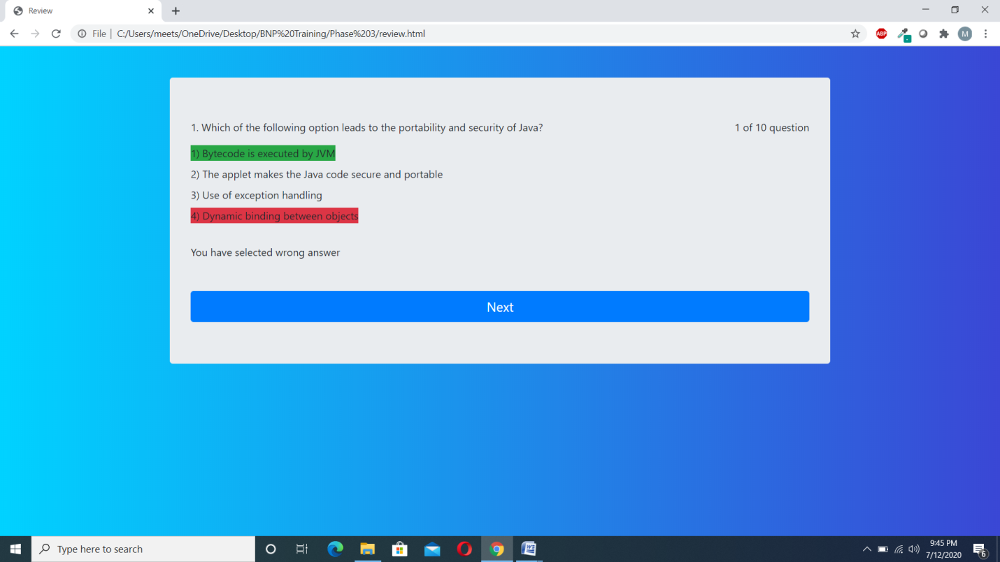 Review
File
C:/Users/meets/OneDrive/Desktop/BNP%20Training/Phase%203/review.html
ABP
M
1. Which of the following option leads to the portability and security of Java?
1 of 10 question
1) Bytecode is executed by JVM
2) The applet makes the Java code secure and portable
3) Use of exception handling
4) Dynamic binding between objects
You have selected wrong answer
Next
Type here to search
W
9:45 PM
7/12/2020
6